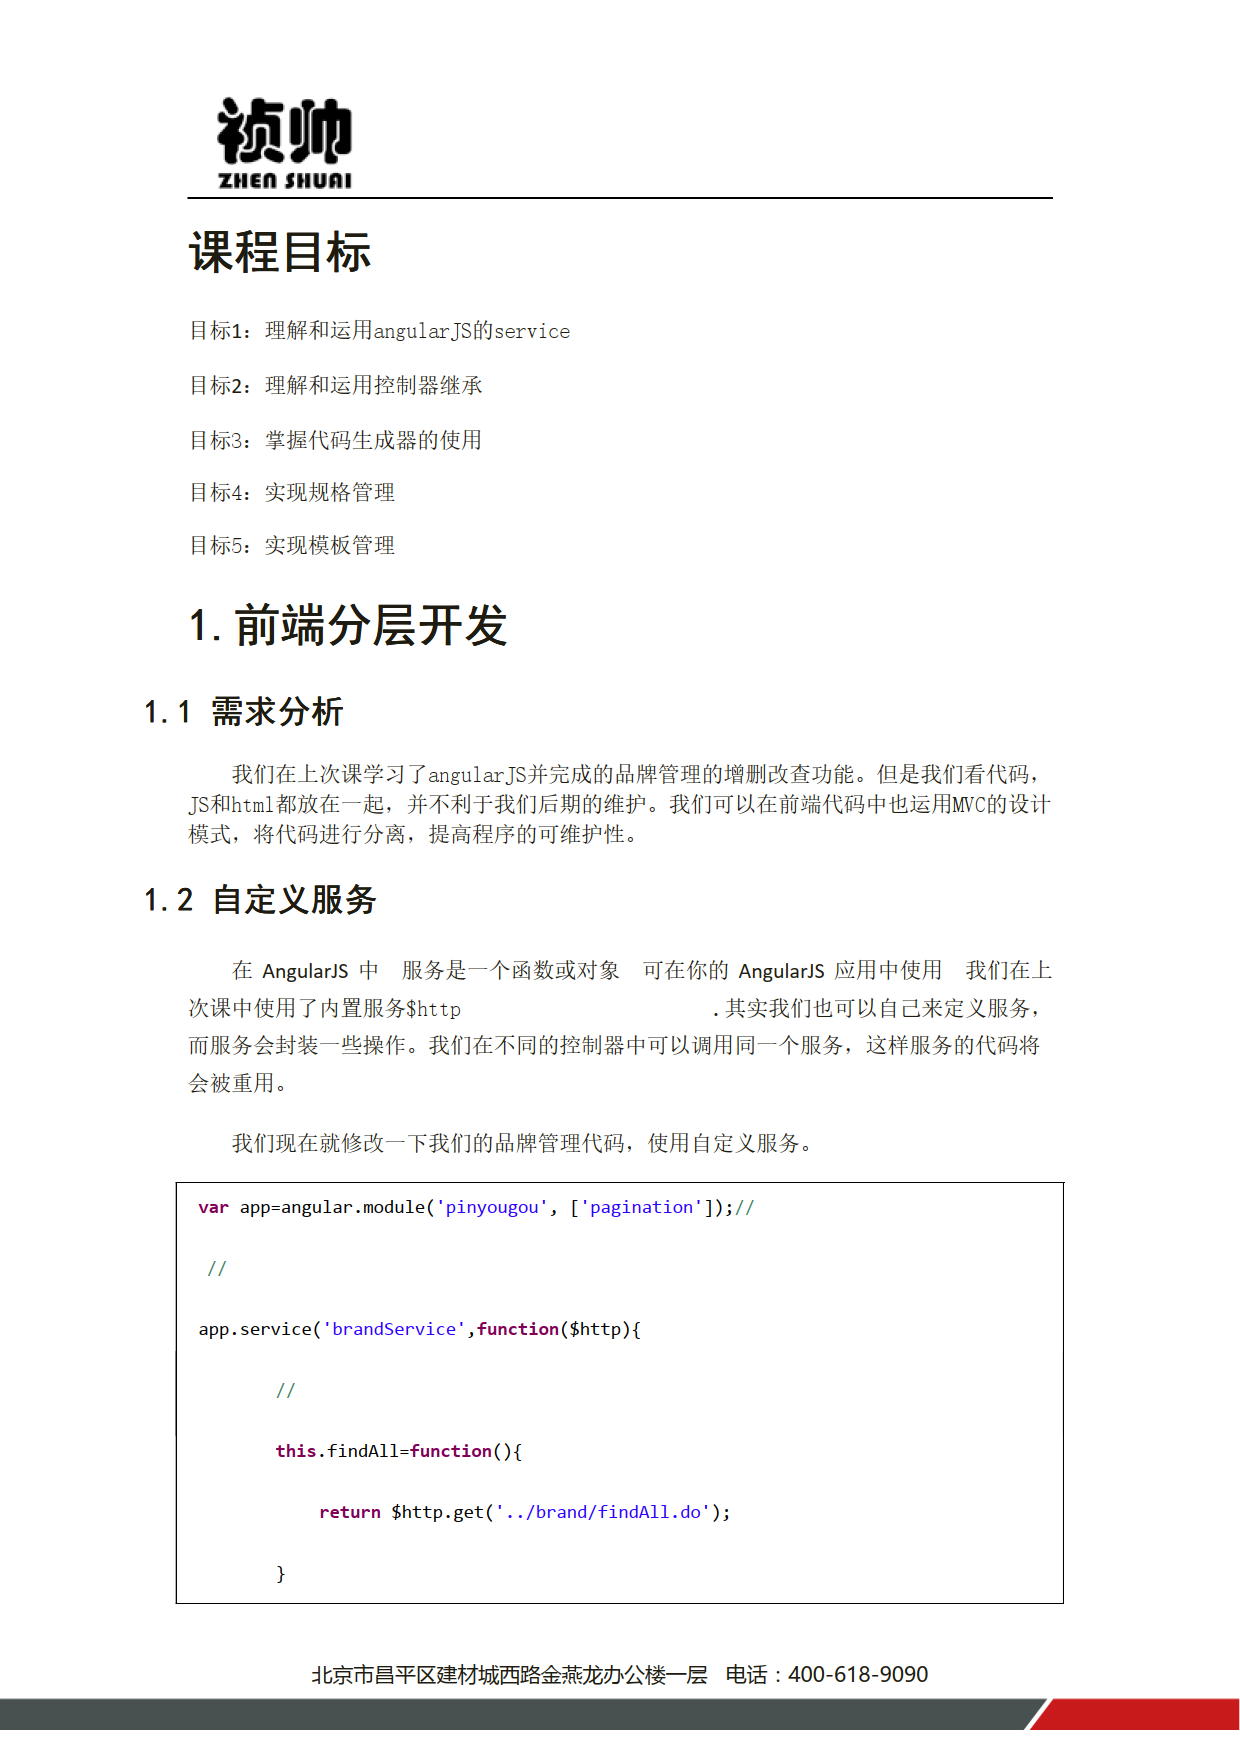 祯帅
ZHEN SHUAI
课程目标
目标1：理解和运用angularJS的service
目标2：理解和运用控制器继承
目标3：掌握代码生成器的使用
目标4：实现规格管理
目标5：实现模板管理
1.前端分层开发
1.1 需求分析
我们在上次课学习了angularJS并完成的品牌管理的增删改查功能。但是我们看代码，
JS和html都放在一起，并不利于我们后期的维护。我们可以在前端代码中也运用MVC的设计
模式，将代码进行分离，提高程序的可维护性。
1.2 自定义服务
在 AngularJS 中 服务是一个函数或对象 可在你的 AngularJS 应用中使用 我们在上
次课中使用了内置服务$http .其实我们也可以自己来定义服务，
而服务会封装一些操作。我们在不同的控制器中可以调用同一个服务，这样服务的代码将
会被重用。
我们现在就修改一下我们的品牌管理代码，使用自定义服务。
var app=angular.module('pinyougou', ['pagination']);//
//
app.service('brandService',function($http){
//
this.findAll=function(){
return $http.get('../brand/findAll.do');
}
北京市昌平区建材城西路金燕龙办公楼一层 电话：400-618-9090